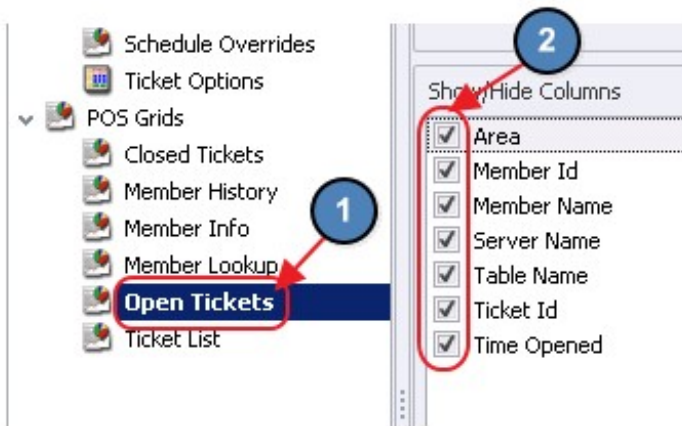 Schedule Overrides
Ticket Options
POS Grids
Closed Tickets
Member History
Member Info
Member Lookup
Open Tickets
Ticket List
1
2
Show/Hide Columns
Area
Member Id
Member Name
Server Name
Table Name
Ticket Id
Time Opened